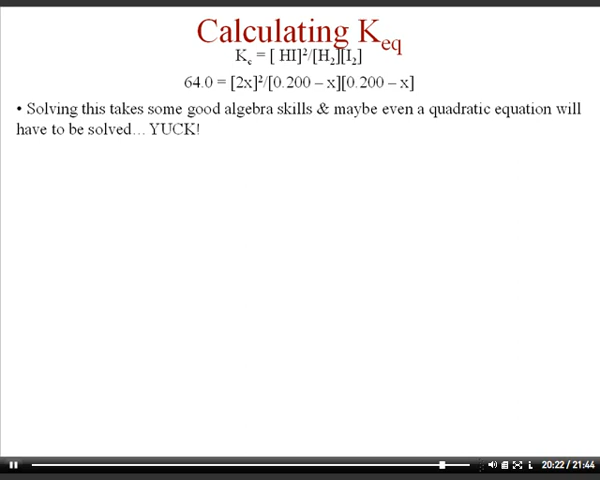 Calculating Keq
Kc = [ HI]²/[H₂][I₂]
64.0 = [2x]²/[0.200 – x][0.200 – x]
• Solving this takes some good algebra skills & maybe even a quadratic equation will
have to be solved… YUCK!
20:22 / 21:44